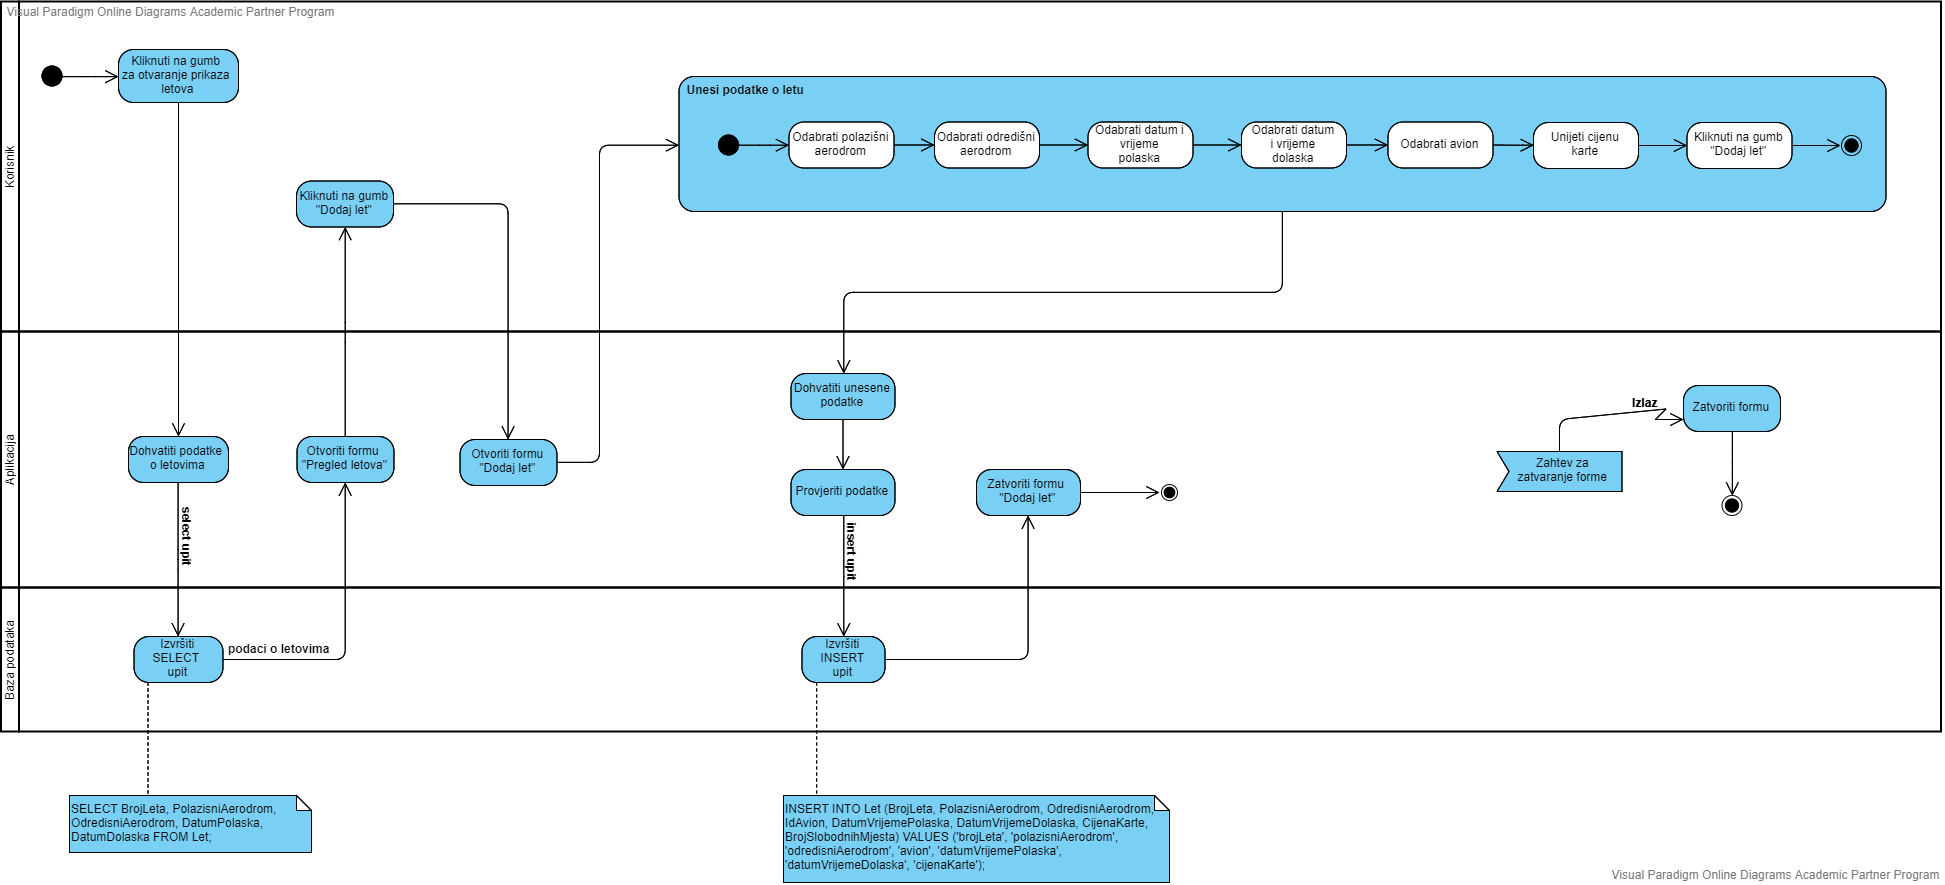 Visual Paradigm Online Diagrams Academic Partner Program
Korisnik
Kliknuti na gumb
za otvaranje prikaza
letova
Kliknuti na gumb
"Dodaj let"
Unesi podatke o letu
Odabrati polazišni
aerodrom
Odabrati odredišni
aerodrom
Odabrati datum i
vrijeme
polaska
Odabrati datum
i vrijeme
dolaska
Odabrati avion
Unijeti cijenu
karte
Kliknuti na gumb
"Dodaj let"
Aplikacija
Dohvatiti podatke
o letovima
select upit
Otvoriti formu
"Pregled letova"
Otvoriti formu
"Dodaj let"
Dohvatiti unesene
podatke
Provjeriti podatke
insert upit
Zatvoriti formu
"Dodaj let"
Izlaz
Zahtev za
zatvaranje forme
Zatvoriti formu
Baza podataka
Izvršiti
SELECT
upit
podaci o letovima
Izvršiti
INSERT
upit
SELECT BrojLeta, PolazisniAerodrom,
OdredisniAerodrom, DatumPolaska,
DatumDolaska FROM Let;
INSERT INTO Let (BrojLeta, PolazisniAerodrom, OdredisniAerodrom,
IdAvion, DatumVrijemePolaska, DatumVrijemeDolaska, CijenaKarte,
BrojSlobodnihMjesta) VALUES ('brojLeta', 'polazisniAerodrom',
'odredisniAerodrom', 'avion', 'datumVrijemePolaska',
'datumVrijemeDolaska', 'cijenaKarte');
Visual Paradigm Online Diagrams Academic Partner Program